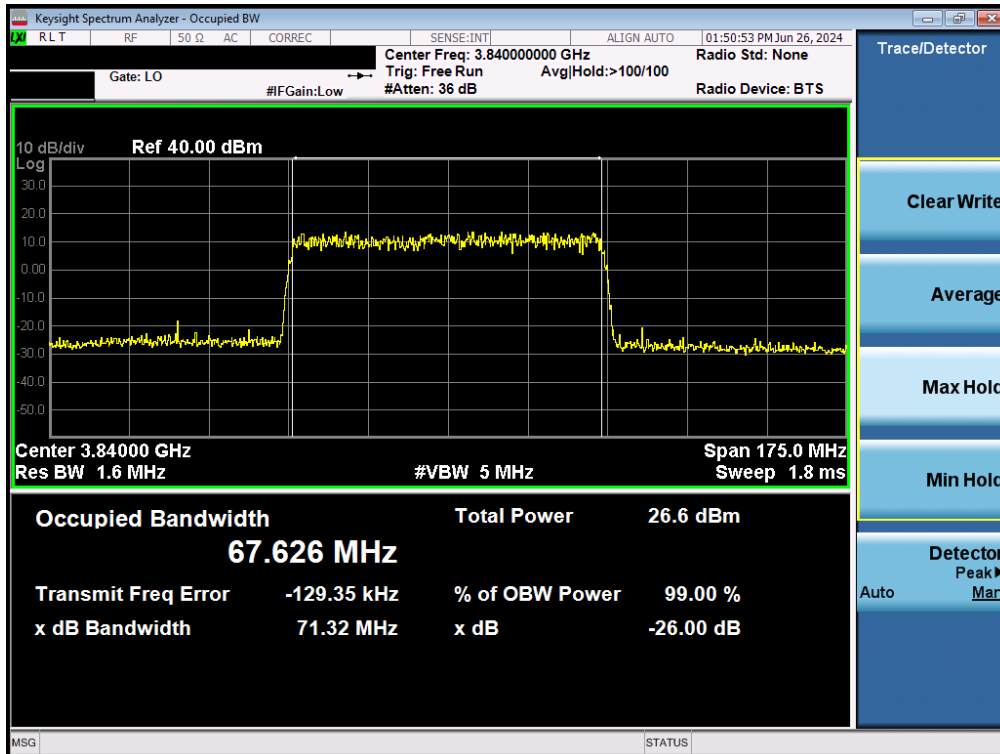 Keysight Spectrum Analyzer - Occupied BW
LXI RLT RF 50 Ω AC CORREC SENSE:INT ALIGN AUTO 01:50:53 PM Jun 26, 2024
Center Freq: 3.840000000 GHz Radio Std: None
Gate: LO Trig: Free Run Avg|Hold:>100/100
#IFGain:Low #Atten: 36 dB Radio Device: BTS
Trace/Detector
10 dB/div Ref 40.00 dBm
Log
30.0
20.0
10.0
0.00
-10.0
-20.0
-30.0
-40.0
-50.0
Center 3.84000 GHz Span 175.0 MHz
Res BW 1.6 MHz #VBW 5 MHz Sweep 1.8 ms
Occupied Bandwidth Total Power 26.6 dBm
67.626 MHz
Transmit Freq Error -129.35 kHz % of OBW Power 99.00 %
x dB Bandwidth 71.32 MHz x dB -26.00 dB
Clear Write
Average
Max Hold
Min Hold
Detector
Peak
Auto Man
MSG STATUS